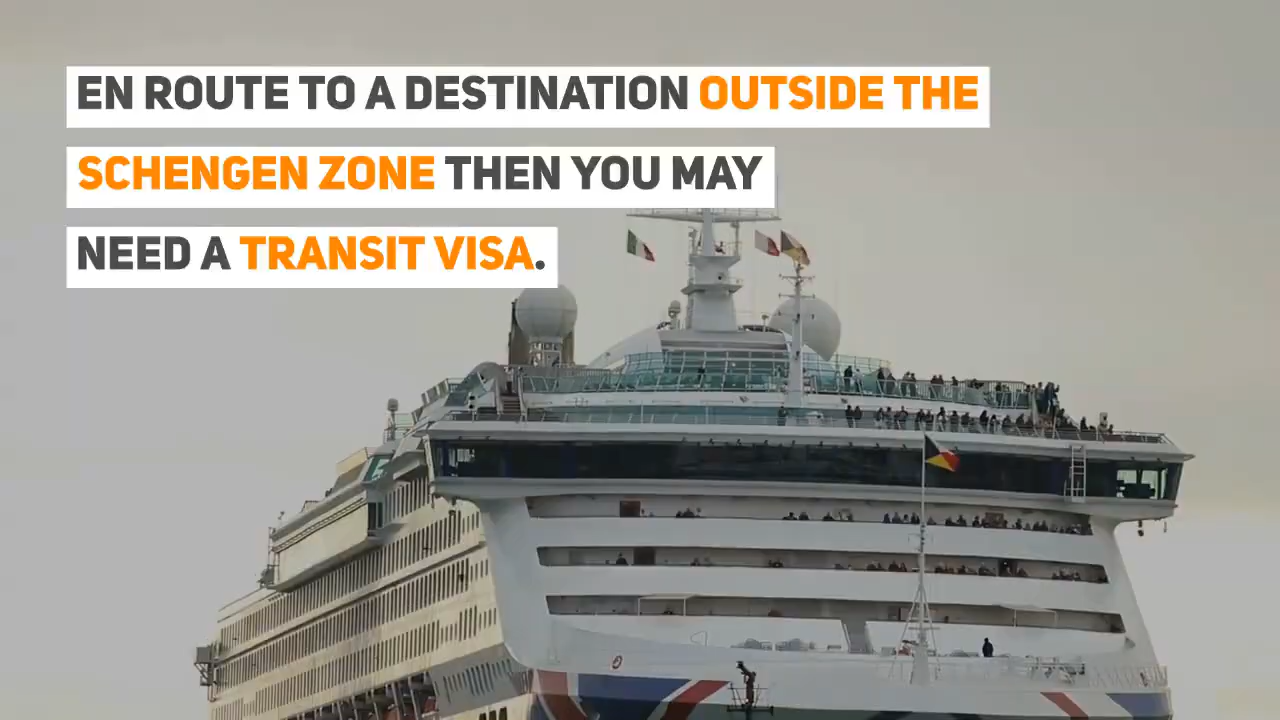 EN ROUTE TO A DESTINATION OUTSIDE THE
SCHENGEN ZONE THEN YOU MAY
NEED A TRANSIT VISA.